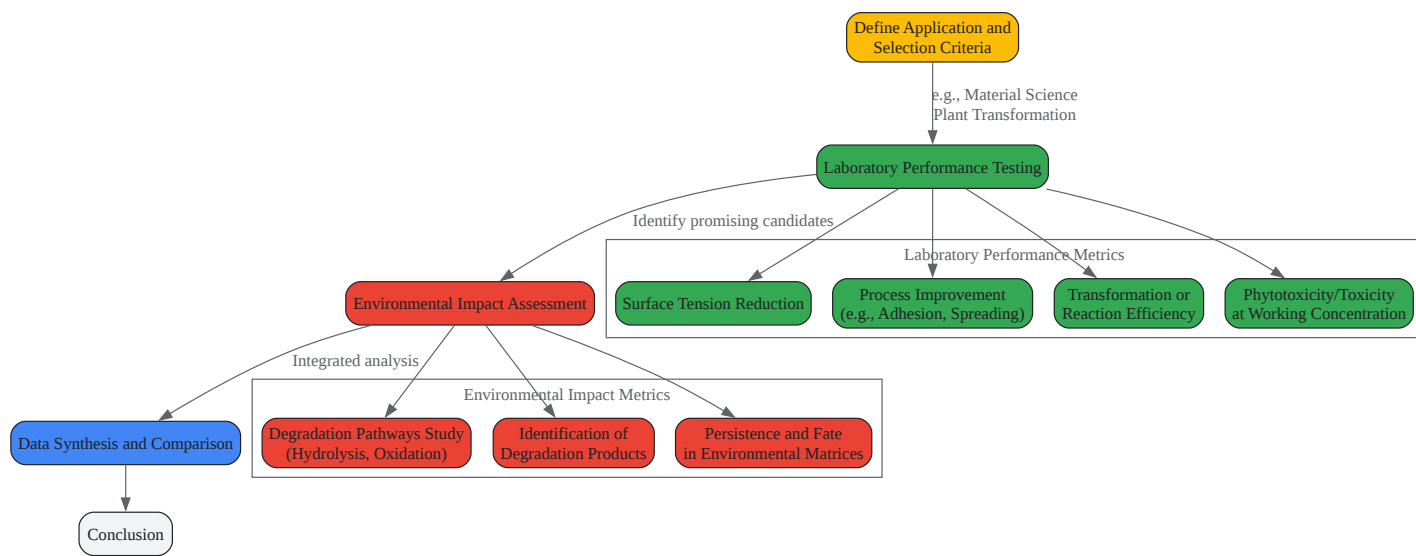 Define Application and
Selection Criteria
e.g., Material Science
Plant Transformation
Laboratory Performance Testing
Identify promising candidates
Laboratory Performance Metrics
Surface Tension Reduction
Process Improvement
(e.g., Adhesion, Spreading)
Transformation or
Reaction Efficiency
Phytotoxicity/Toxicity
at Working Concentration
Environmental Impact Assessment
Integrated analysis
Environmental Impact Metrics
Degradation Pathways Study
(Hydrolysis, Oxidation)
Identification of
Degradation Products
Persistence and Fate
in Environmental Matrices
Data Synthesis and Comparison
Conclusion